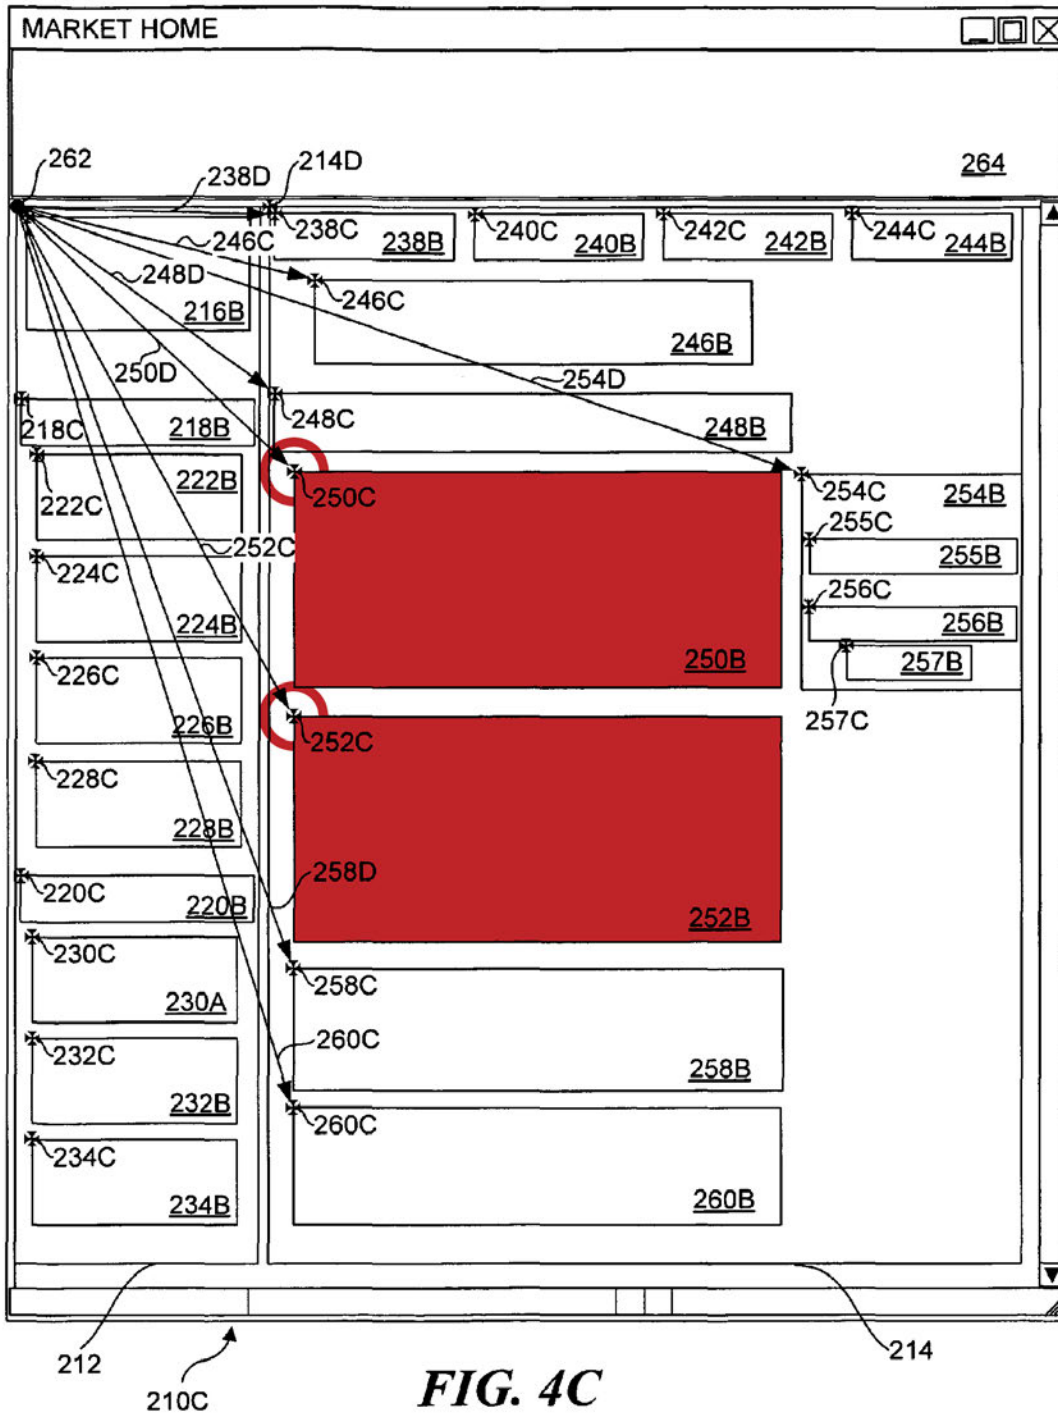 MARKET HOME
264
262
238D
214D
238C
238B
240C
240B
242C
242B
244C
244B
246C
248D
216B
246C
246B
250D
254D
218C
218B
248C
248B
222B
222C
250C
254C
254B
252C
255C
255B
224C
224B
256C
256B
226C
250B
257B
226B
252C
257C
228C
228B
220C
220B
258D
252B
230C
230A
258C
232C
260C
258B
232B
260C
234C
234B
260B
212
210C
214
FIG. 4C